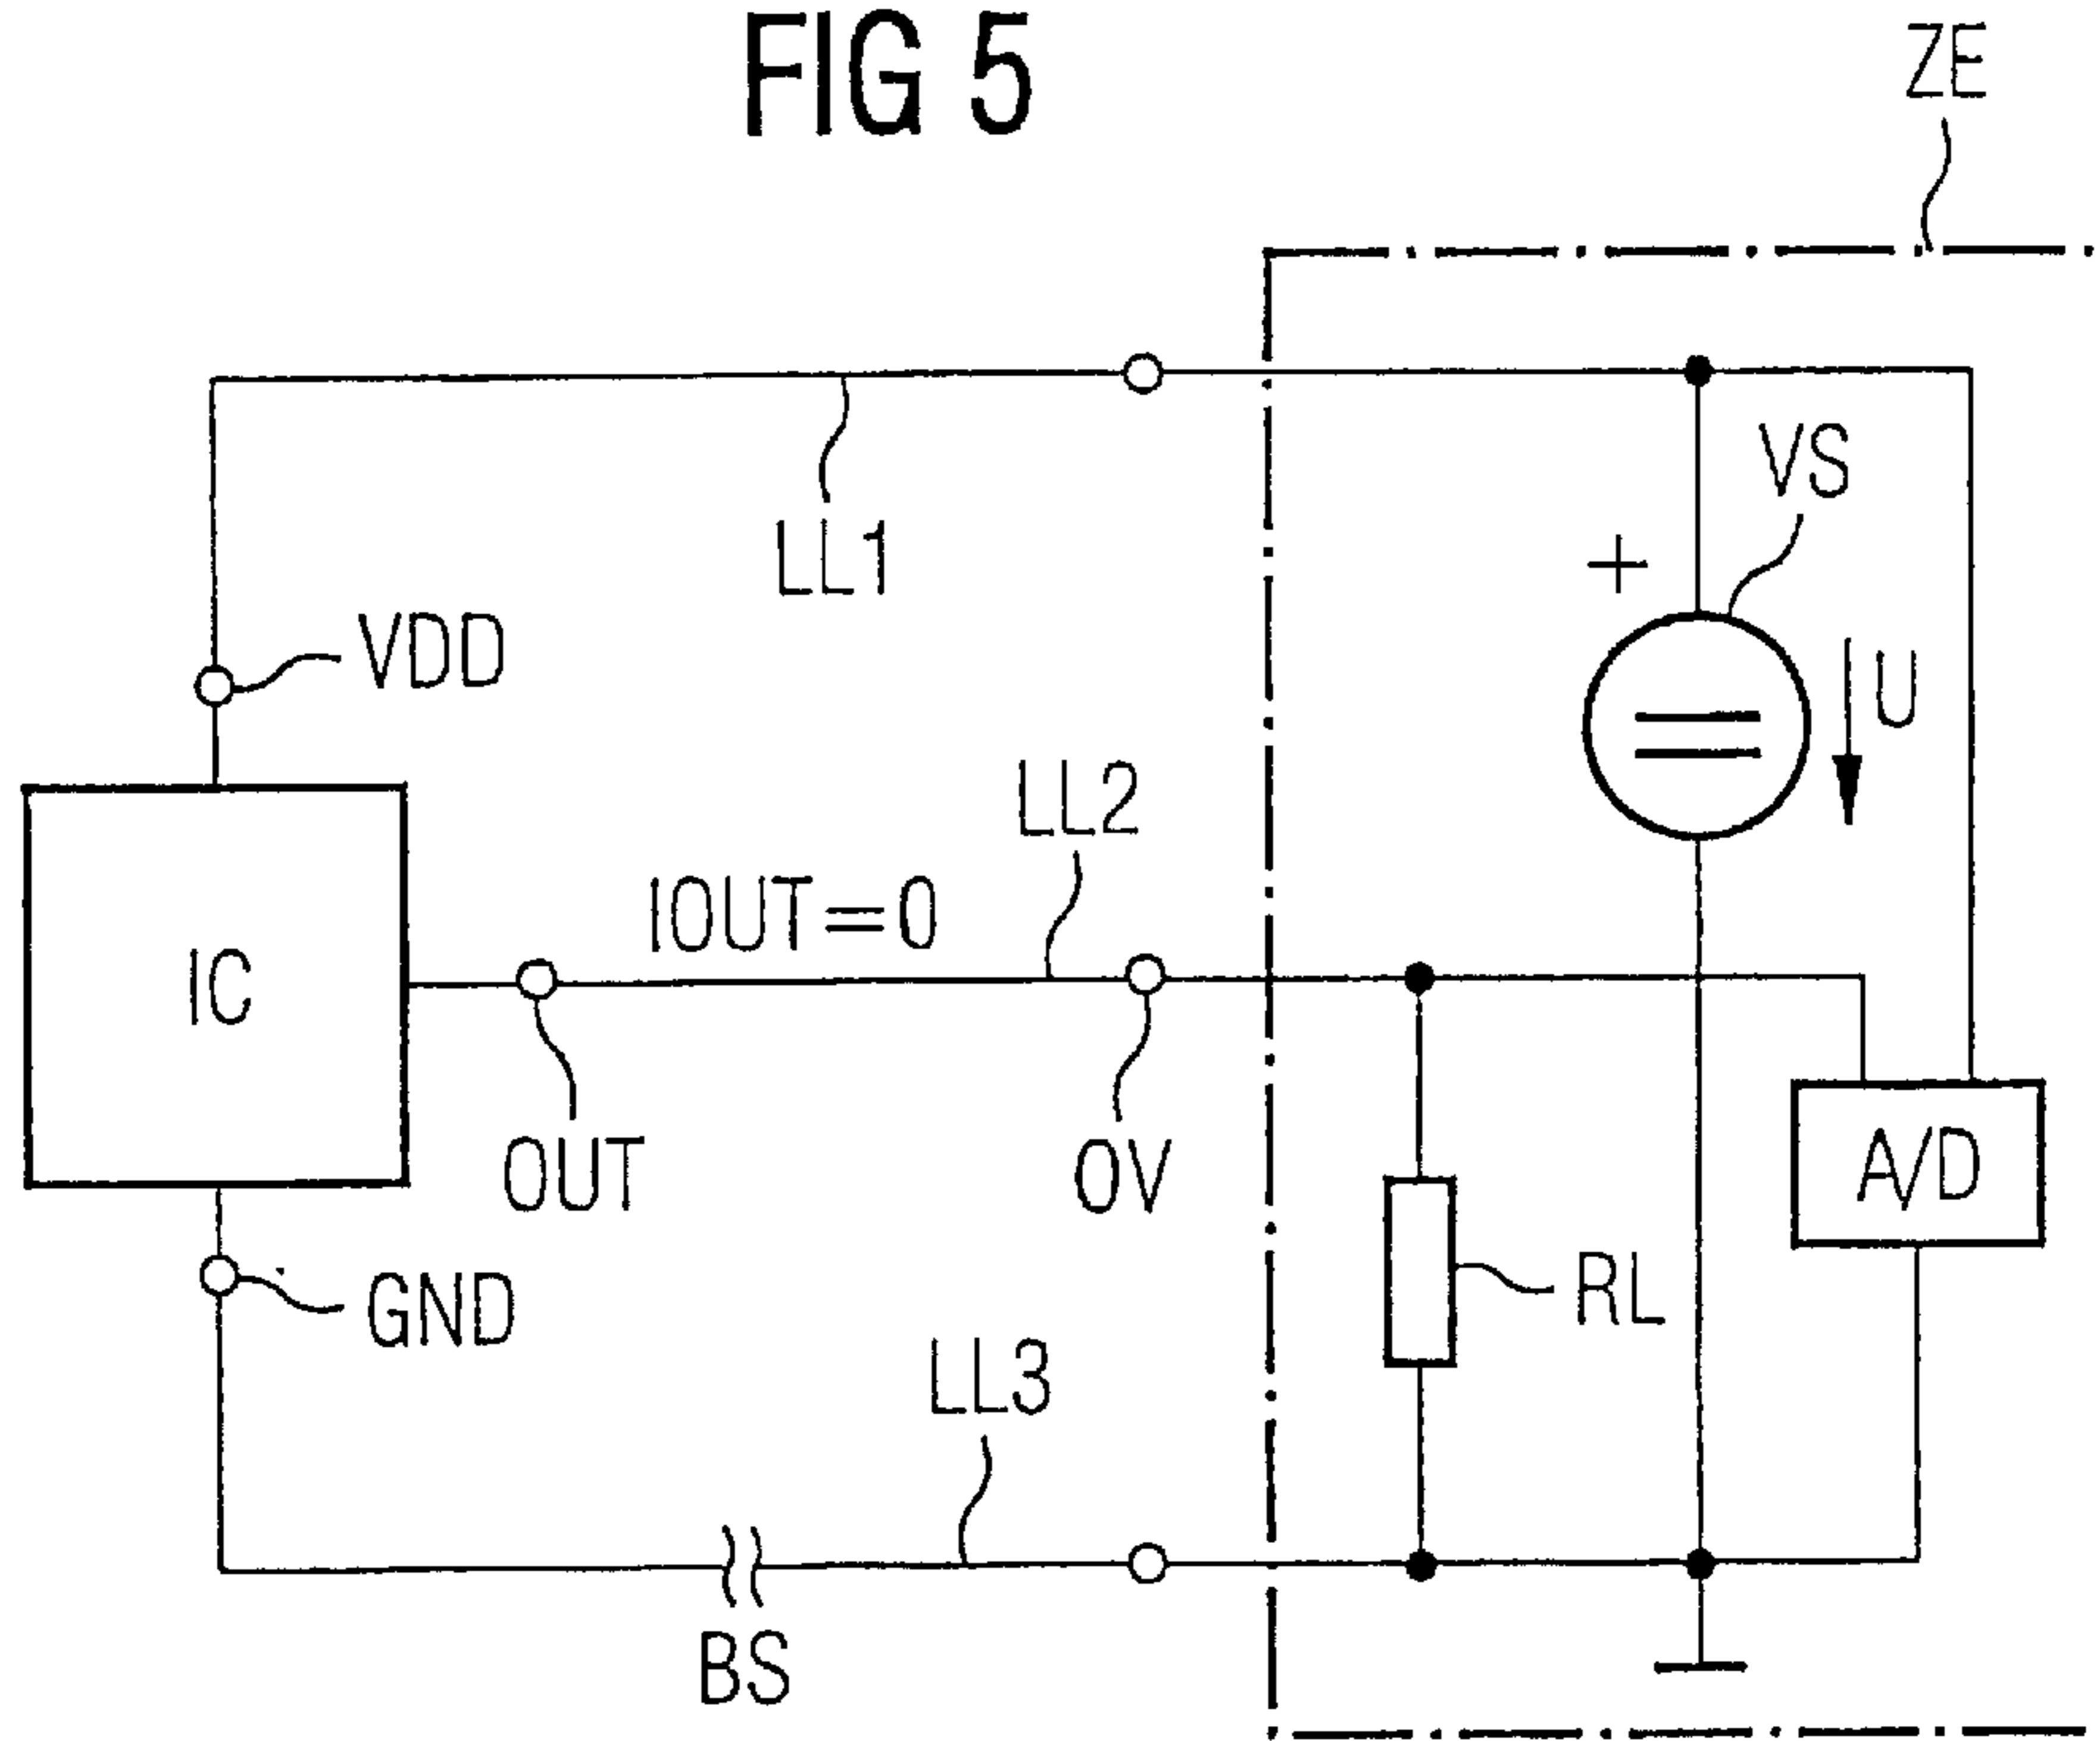 FIG 5
ZE
VS
+
LL1
VDD
U
LL2
IOUT=0
IC
OUT
OV
A/D
GND
RL
LL3
BS